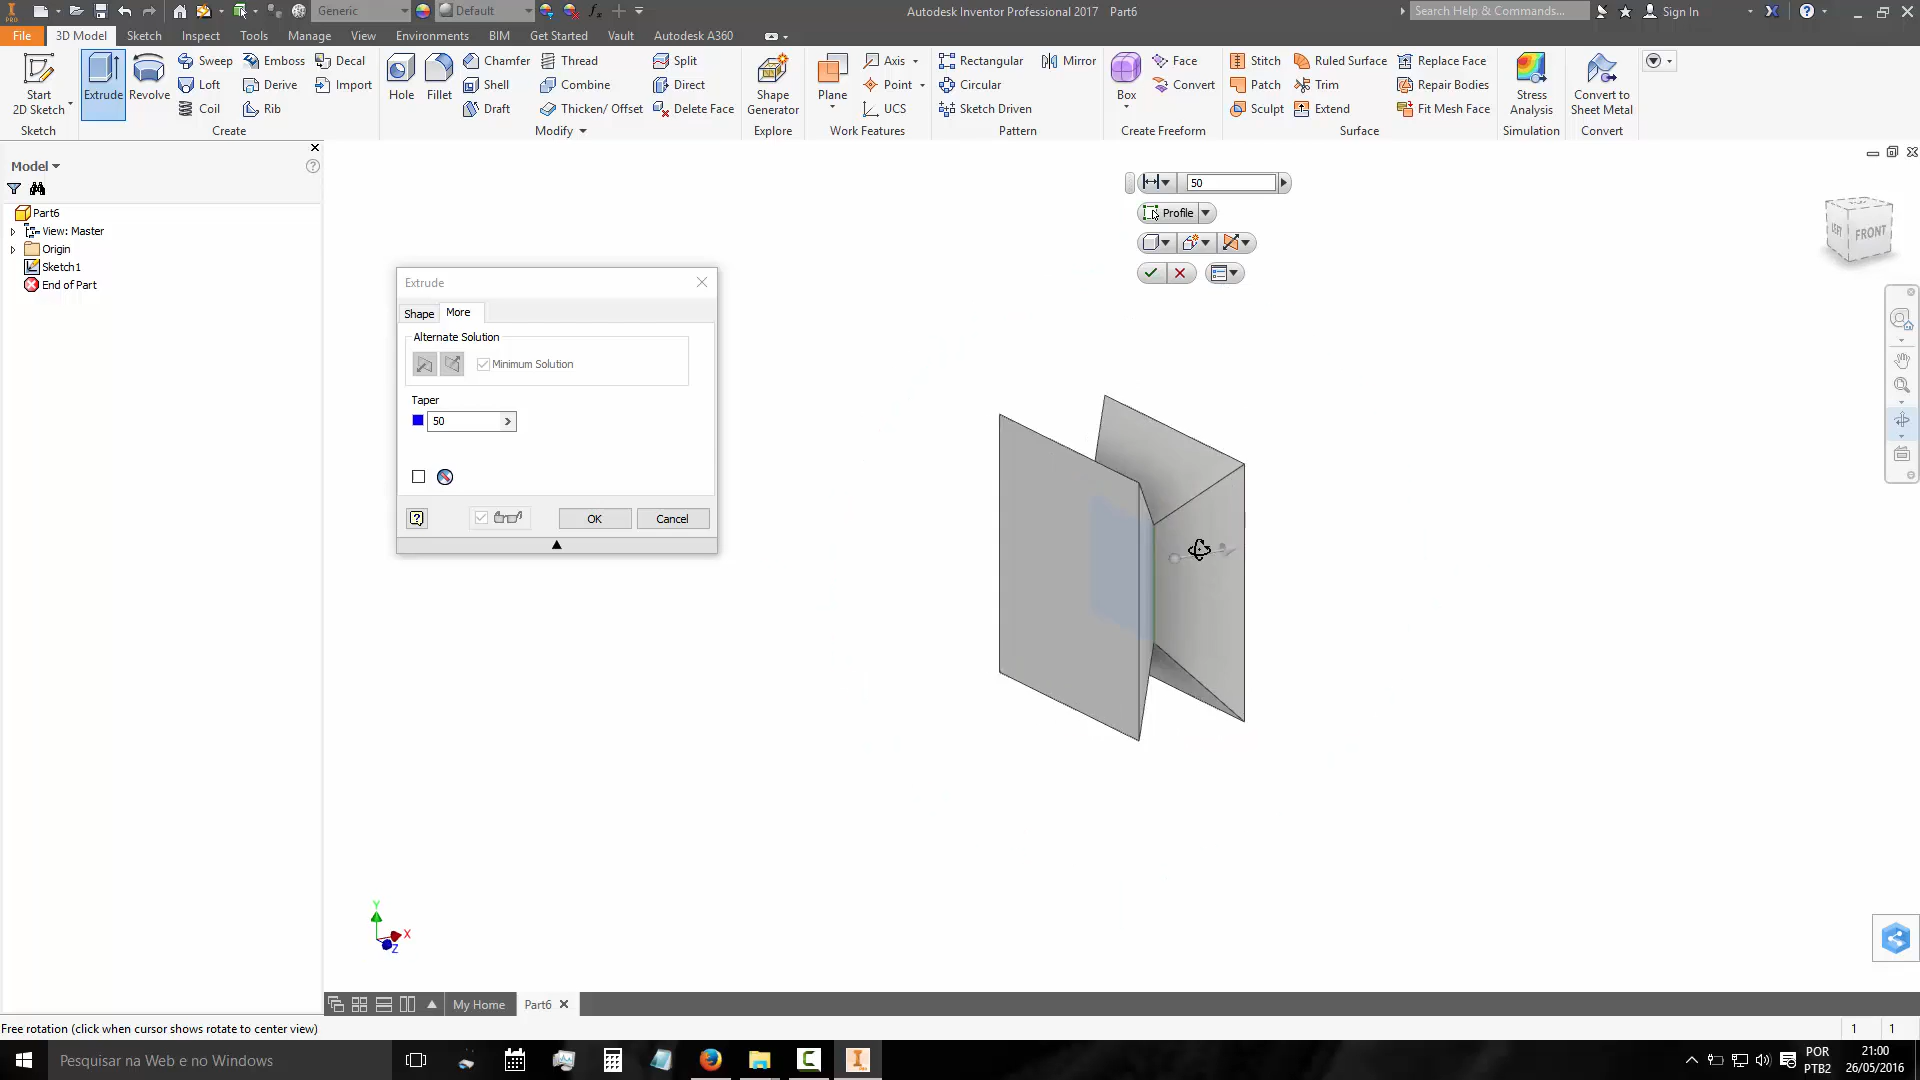 Generic
Default
Autodesk Inventor Professional 2017 Part6
Search Help & Commands...
Sign In
File
3D Model
Sketch
Inspect
Tools
Manage
View
Environments
BIM
Get Started
Vault
Autodesk A360
Start
2D Sketch
Sketch
Extrude
Revolve
Sweep
Loft
Coil
Emboss
Derive
Rib
Decal
Import
Create
Hole
Fillet
Chamfer
Shell
Draft
Thread
Combine
Thicken/ Offset
Split
Direct
Delete Face
Modify
Shape
Generator
Explore
Plane
Axis
Point
UCS
Work Features
Rectangular
Circular
Sketch Driven
Mirror
Pattern
Box
Face
Convert
Create Freeform
Stitch
Patch
Sculpt
Ruled Surface
Trim
Extend
Replace Face
Repair Bodies
Fit Mesh Face
Surface
Stress
Analysis
Simulation
Convert to
Sheet Metal
Convert
Model
Part6
View: Master
Origin
Sketch1
End of Part
50
Profile
LEFT
FRONT
Extrude
Shape
More
Alternate Solution
Minimum Solution
Taper
50
OK
Cancel
Y
X
Z
My Home
Part6
Free rotation (click when cursor shows rotate to center view)
1
1
Pesquisar na Web e no Windows
POR
PTB2
21:00
26/05/2016